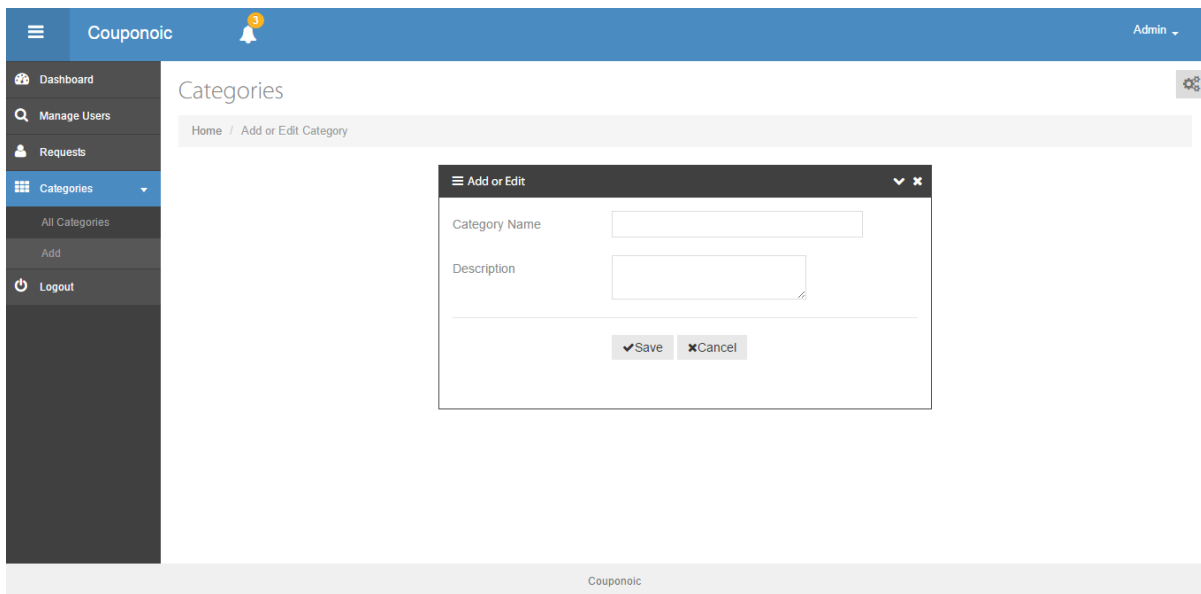 Couponoic
3
Admin
Dashboard
Manage Users
Requests
Categories
All Categories
Add
Logout
Categories
Home / Add or Edit Category
Add or Edit
Category Name
Description
Save Cancel
Couponoic